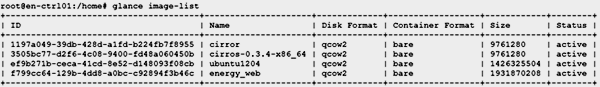 root@en-ctrl01:/home# glance image-list
+--------------------------------------+---------------------+-------------+------------------+------------+--------+
| ID | Name | Disk Format | Container Format | Size | Status |
+--------------------------------------+---------------------+-------------+------------------+------------+--------+
| 1197a049-39db-428d-a1fd-b224fb7f8955 | cirror | qcow2 | bare | 9761280 | active |
| 3505bc77-d2f6-4c08-9400-fd48a060450b | cirros-0.3.4-x86_64 | qcow2 | bare | 9761280 | active |
| ef9b271b-ceca-41cd-8e52-d148093f08cb | ubuntu1204 | qcow2 | bare | 1426325504 | active |
| f799cc64-129b-4dd8-a0bc-c92894f3b46c | energy_web | qcow2 | bare | 1931870208 | active |
+--------------------------------------+---------------------+-------------+------------------+------------+--------+